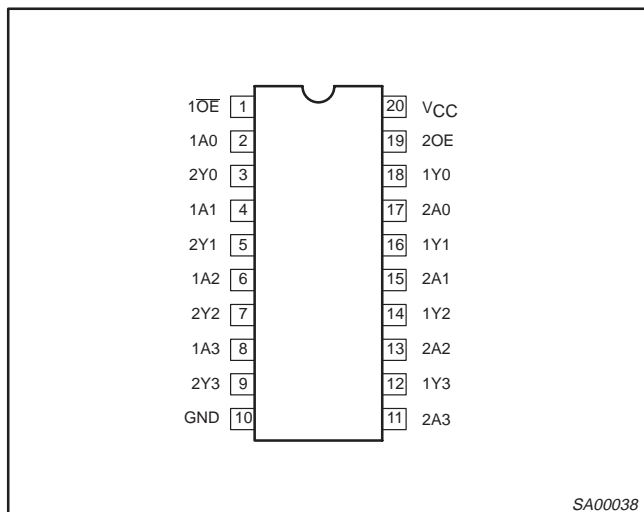 1O̅E̅ 1 20 VCC
1A0 2 19 2OE
2Y0 3 18 1Y0
1A1 4 17 2A0
2Y1 5 16 1Y1
1A2 6 15 2A1
2Y2 7 14 1Y2
1A3 8 13 2A2
2Y3 9 12 1Y3
GND 10 11 2A3
SA00038